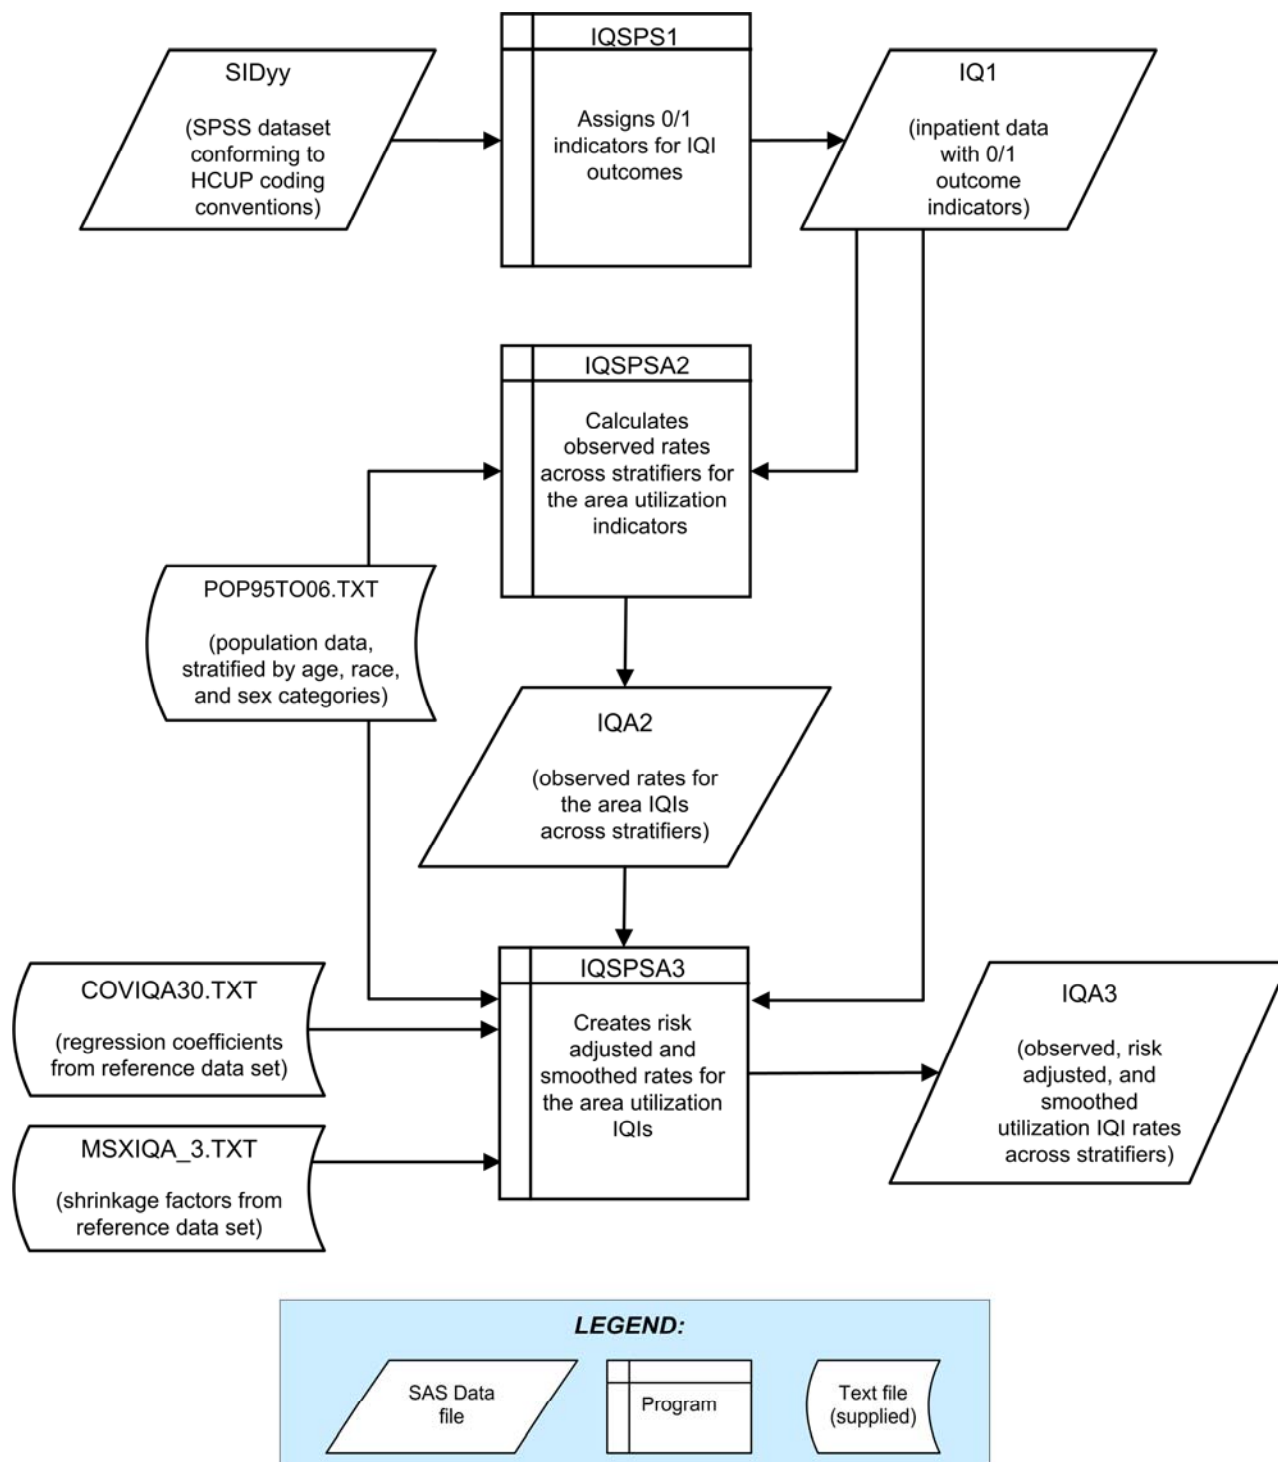 SIDyy
(SPSS dataset
conforming to
HCUP coding
conventions)
IQSPS1
Assigns 0/1
indicators for IQI
outcomes
IQ1
(inpatient data
with 0/1
outcome
indicators)
IQSPSA2
Calculates
observed rates
across stratifiers for
the area utilization
indicators
POP95TO06.TXT
(population data,
stratified by age, race,
and sex categories)
IQA2
(observed rates for
the area IQIs
across stratifiers)
COVIQA30.TXT
(regression coefficients
from reference data set)
MSXIQA_3.TXT
(shrinkage factors from
reference data set)
IQSPSA3
Creates risk
adjusted and
smoothed rates for
the area utilization
IQIs
IQA3
(observed, risk
adjusted, and
smoothed
utilization IQI rates
across stratifiers)
LEGEND:
SAS Data
file
Program
Text file
(supplied)